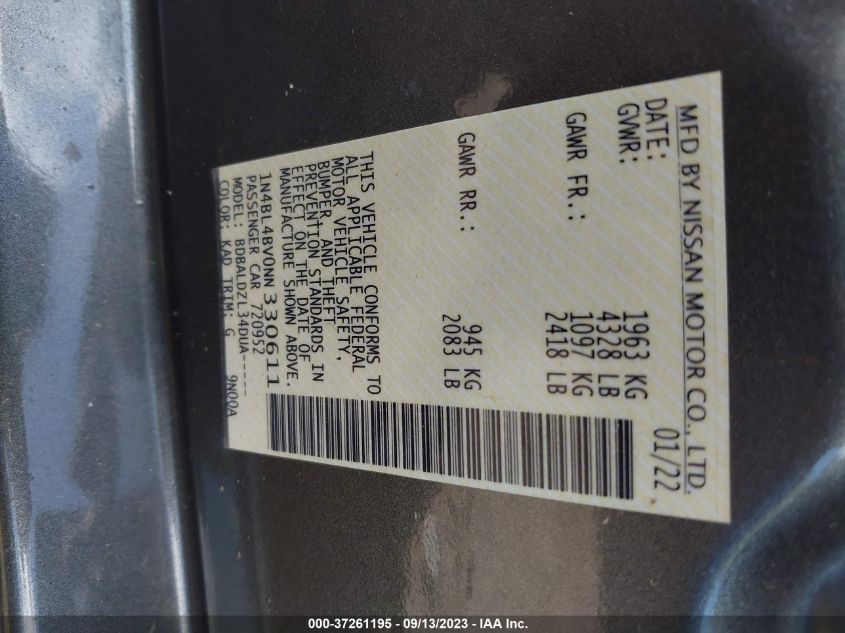 MFD BY NISSAN MOTOR CO., LTD.
DATE: 01/22
GVWR: 1963 KG
4328 LB
GAWR FR.: 1097 KG
2418 LB
GAWR RR.: 945 KG
2083 LB
THIS VEHICLE CONFORMS TO
ALL APPLICABLE FEDERAL
MOTOR VEHICLE SAFETY,
BUMPER, AND THEFT
PREVENTION STANDARDS IN
EFFECT ON THE DATE OF
MANUFACTURE SHOWN ABOVE.
1N4BL4BV0NN330611
PASSENGER CAR 720952
MODEL: BDBALDZL34DUA-----
COLOR: KAD TRIM: G 9N00A
000-37261195 - 09/13/2023 - IAA Inc.